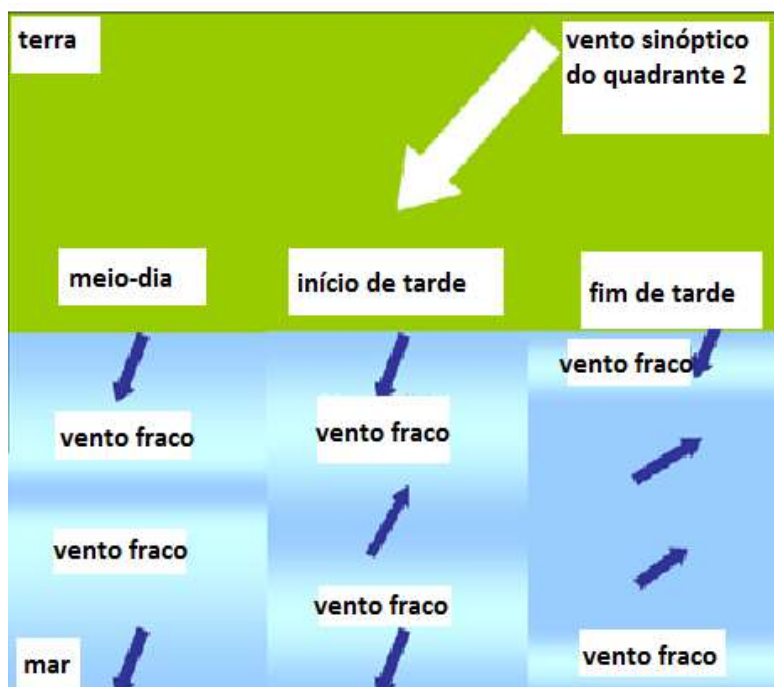 terra
vento sinóptico
do quadrante 2
meio-dia
início de tarde
fim de tarde
vento fraco
vento fraco
vento fraco
vento fraco
vento fraco
vento fraco
mar